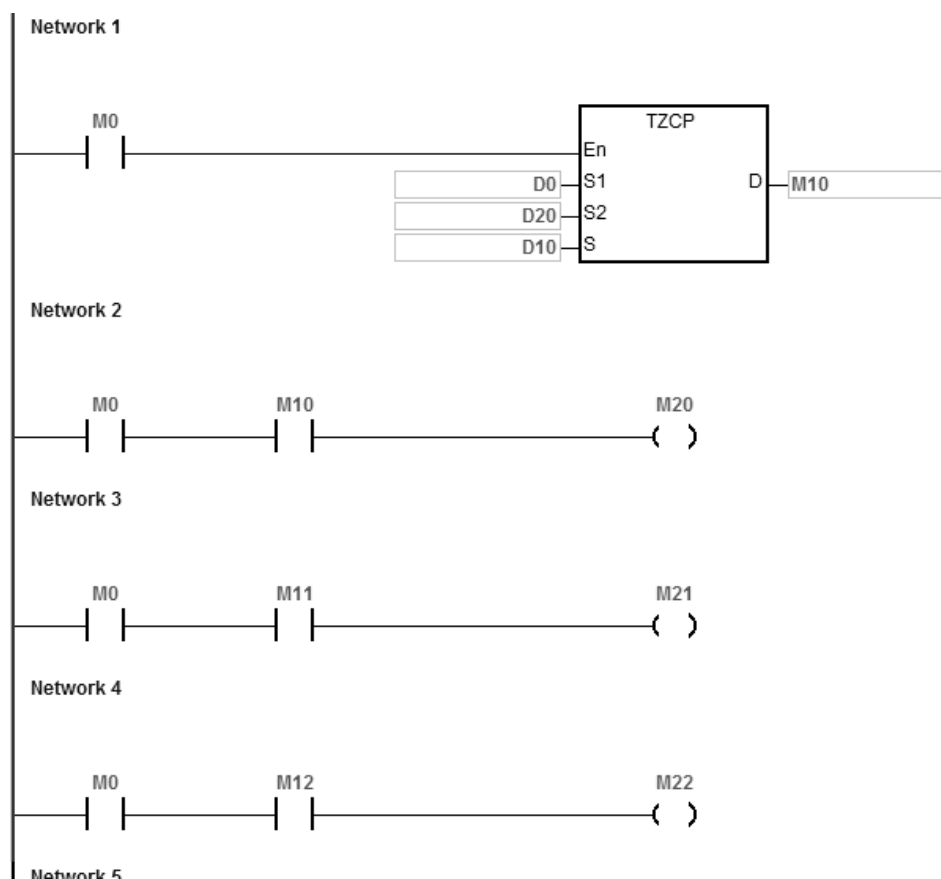 Network 1
M0
TZCP
En
D0 S1 D M10
D20 S2
D10 S
Network 2
M0 M10 M20
Network 3
M0 M11 M21
Network 4
M0 M12 M22
Network 5